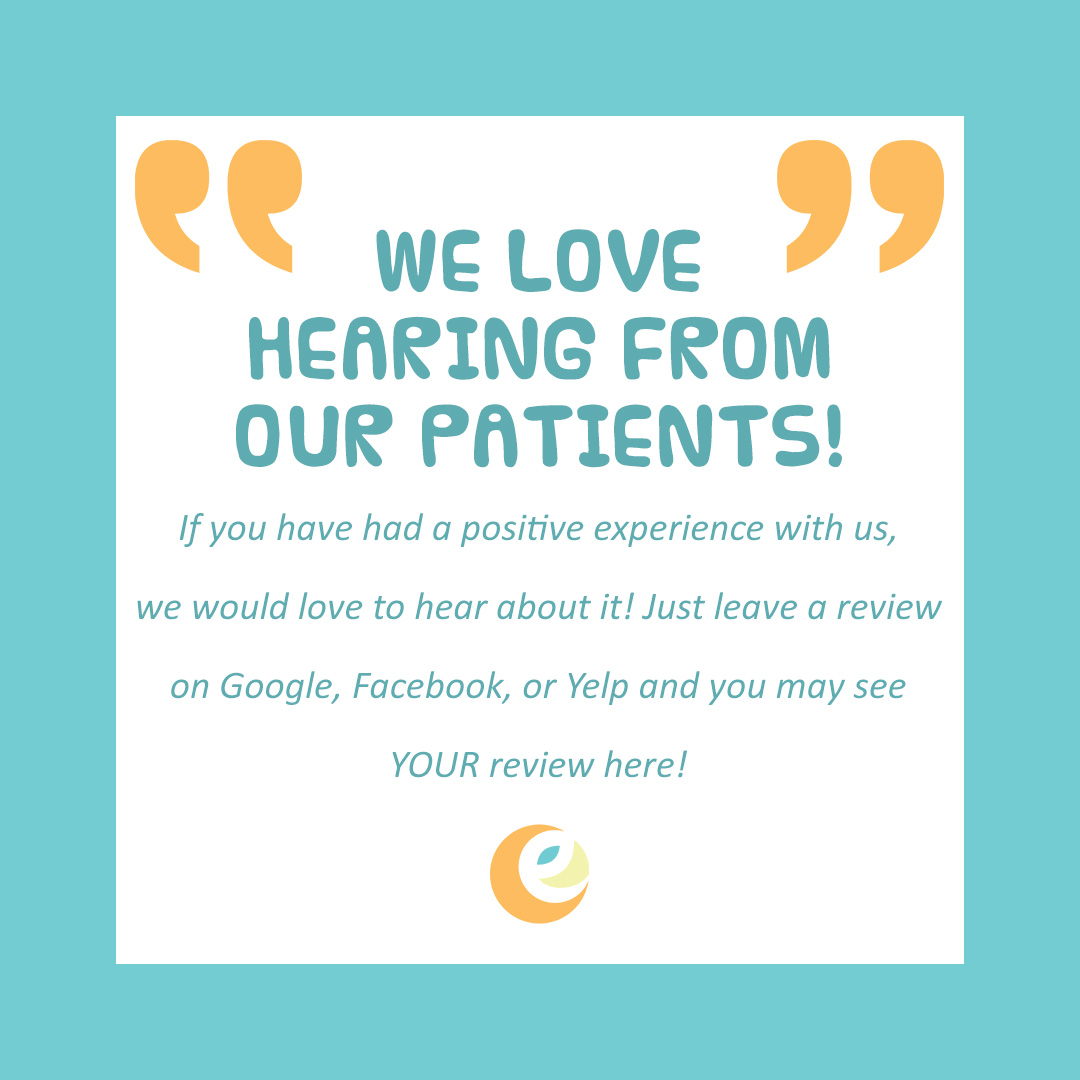 WE LOVE
HEARING FROM
OUR PATIENTS!
If you have had a positive experience with us,
we would love to hear about it! Just leave a review
on Google, Facebook, or Yelp and you may see
YOUR review here!
e